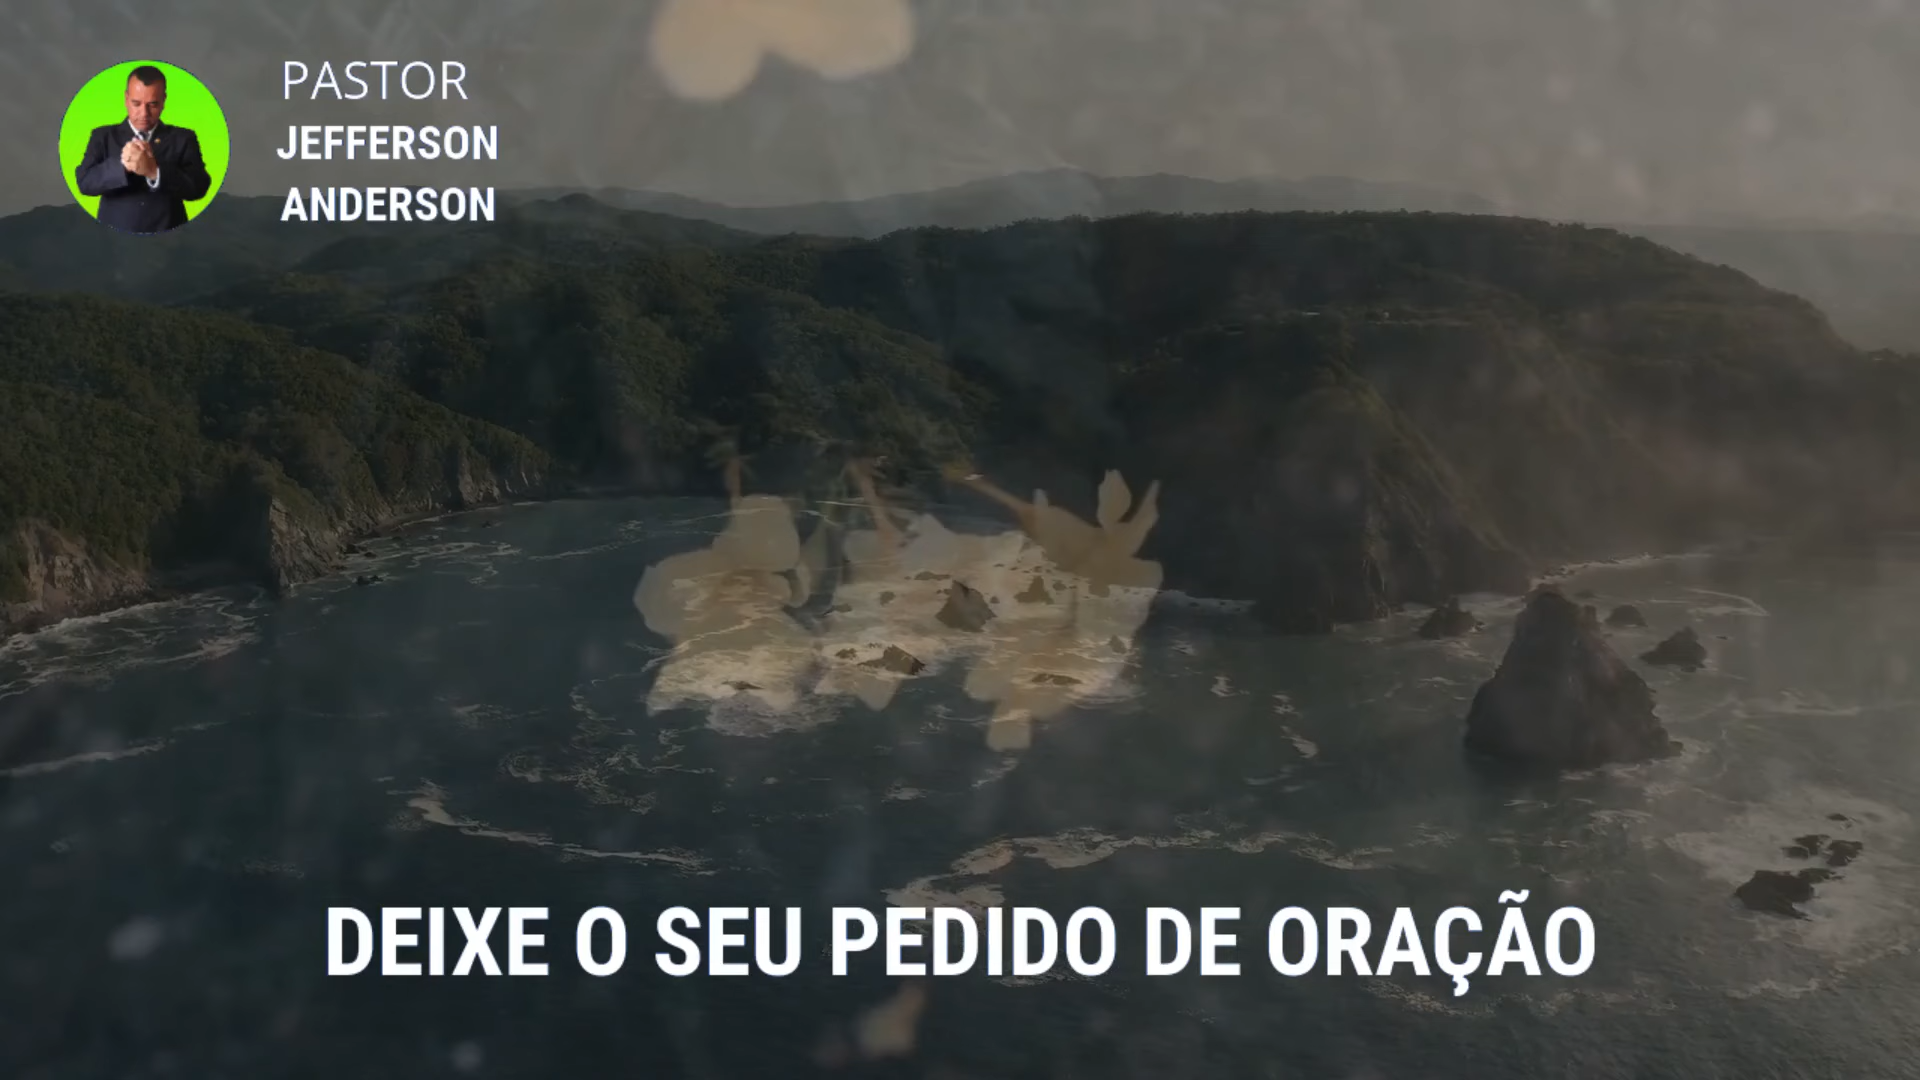 PASTOR
JEFFERSON
ANDERSON
DEIXE O SEU PEDIDO DE ORAÇÃO